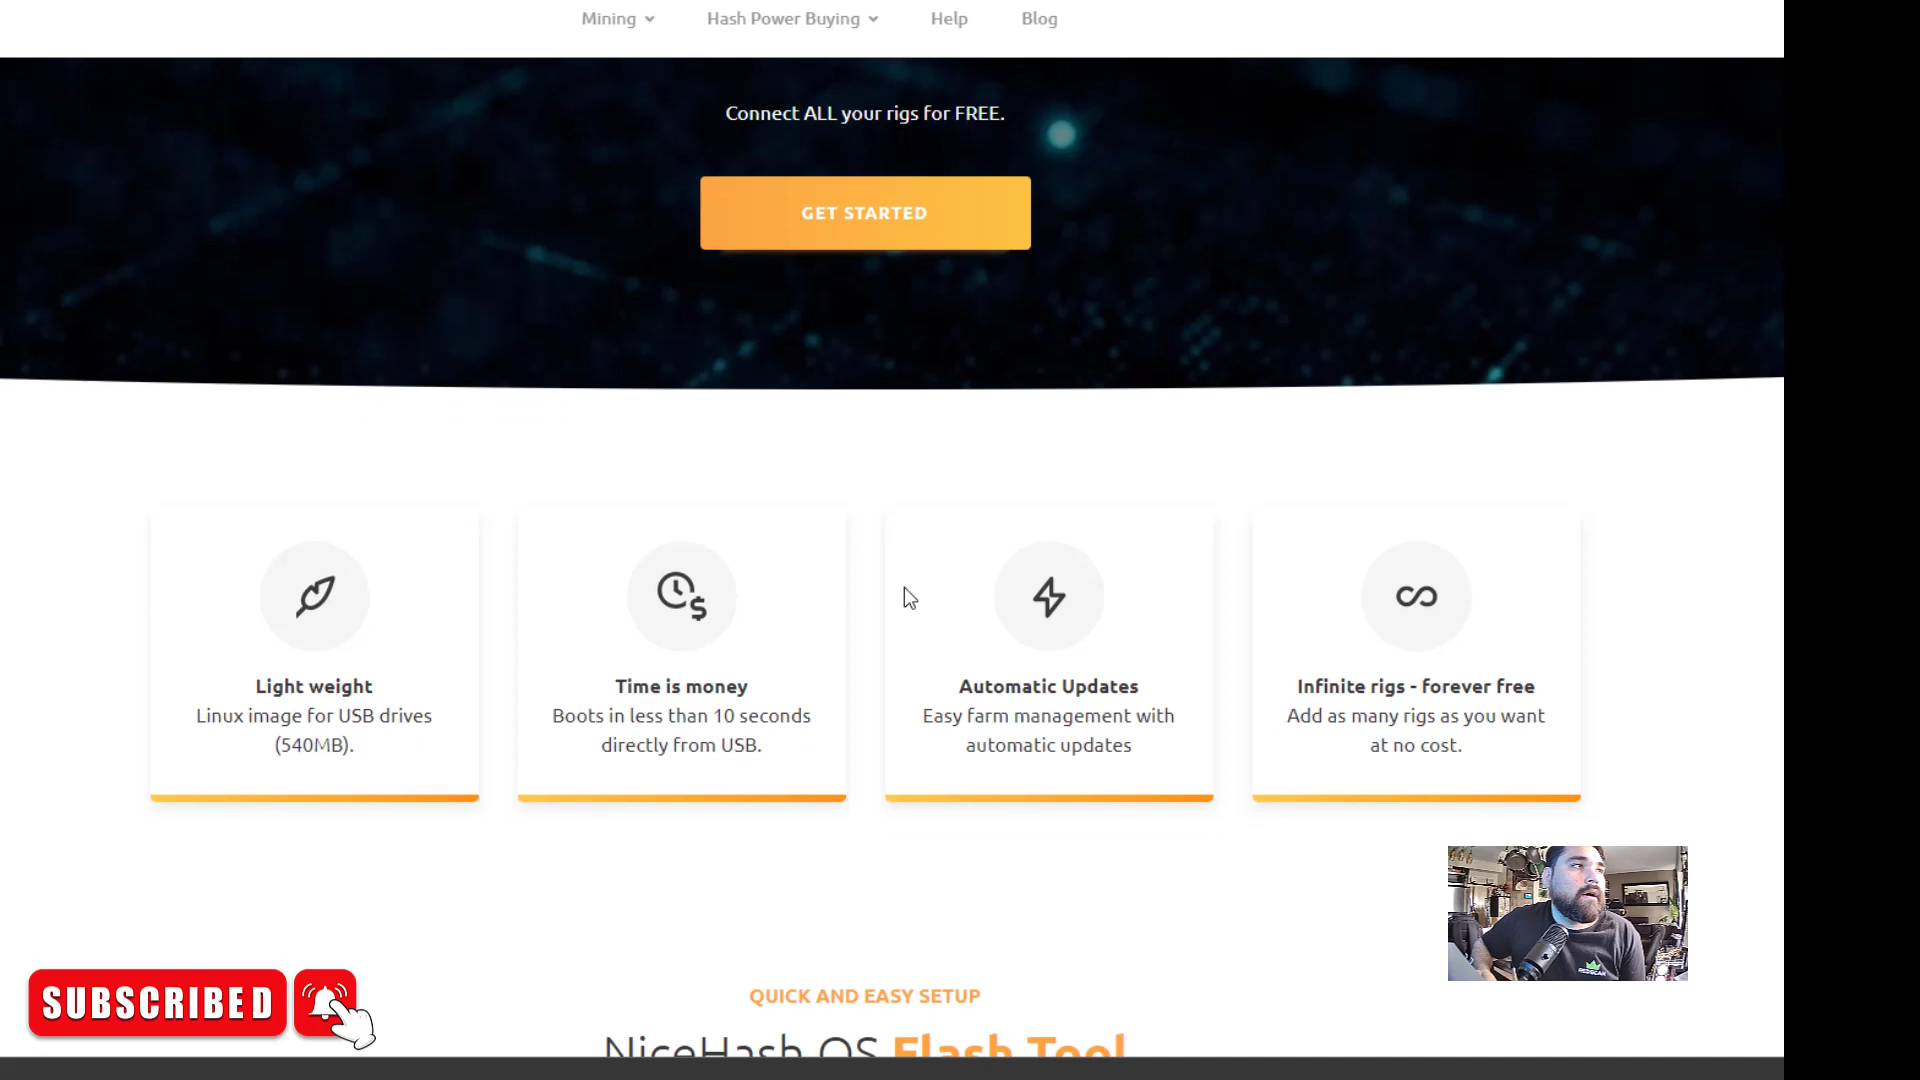 Mining
Hash Power Buying
Help
Blog
Connect ALL your rigs for FREE.
GET STARTED
Light weight
Linux image for USB drives
(540MB).
Time is money
Boots in less than 10 seconds
directly from USB.
Automatic Updates
Easy farm management with
automatic updates
Infinite rigs - forever free
Add as many rigs as you want
at no cost.
QUICK AND EASY SETUP
NiceHash OS Flash Tool
SUBSCRIBED